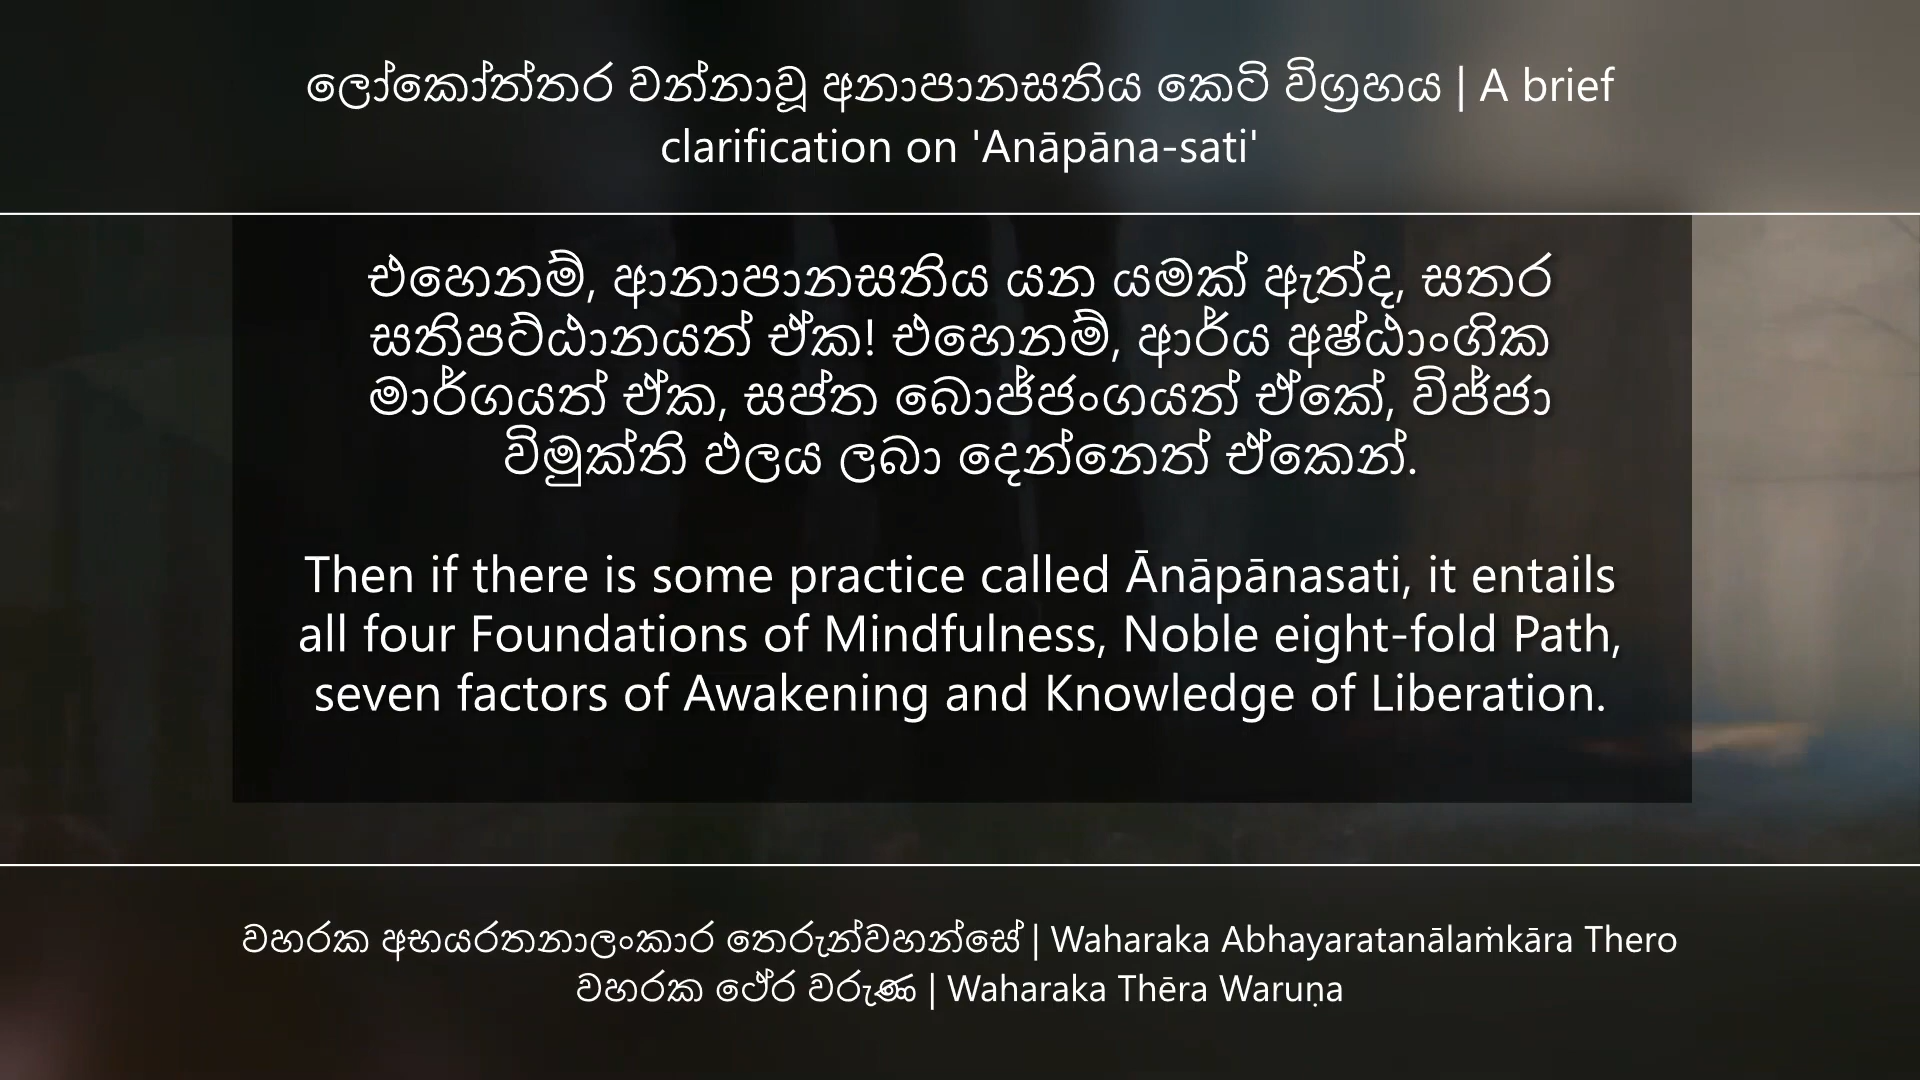 ලෝකෝත්තර වන්නාවූ අනාපානසතිය කෙටි විග්‍රහය | A brief
clarification on 'Anāpāna-sati'
එහෙනම්, ආනාපානසතිය යන යමක් ඇත්ද, සතර
සතිපට්ඨානයත් ඒක! එහෙනම්, ආර්ය අෂ්ඨාංගික
මාර්ගයත් ඒක, සප්ත බොජ්ජංගයත් ඒකේ, විජ්ජා
විමුක්ති ඵලය ලබා දෙන්නෙත් ඒකෙන්.
Then if there is some practice called Ānāpānasati, it entails
all four Foundations of Mindfulness, Noble eight-fold Path,
seven factors of Awakening and Knowledge of Liberation.
වහරක අභයරතනාලංකාර තෙරුන්වහන්සේ | Waharaka Abhayaratanālaṁkāra Thero
වහරක ථේර වරුණ | Waharaka Thēra Waruṇa